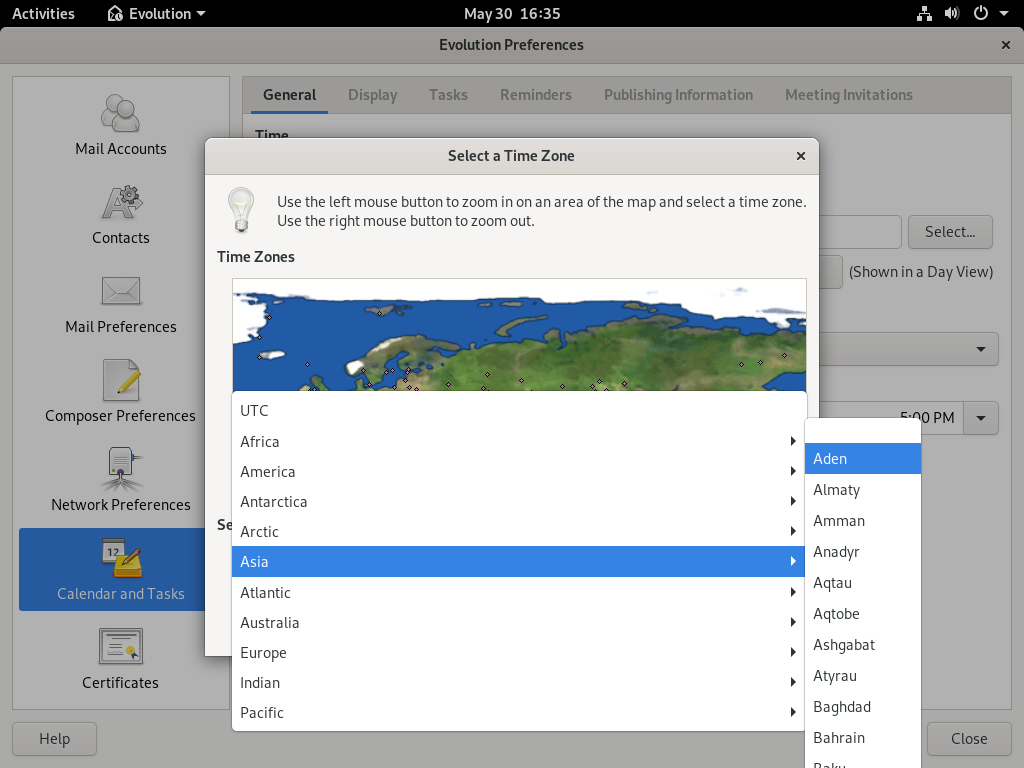 Activities
Evolution
May 30 16:35
Evolution Preferences
Mail Accounts
Contacts
Mail Preferences
Composer Preferences
Network Preferences
12
Calendar and Tasks
Certificates
General
Display
Tasks
Reminders
Publishing Information
Meeting Invitations
Time
Select...
(Shown in a Day View)
5:00 PM
Select a Time Zone
Use the left mouse button to zoom in on an area of the map and select a time zone.
Use the right mouse button to zoom out.
Time Zones
Se
UTC
Africa
America
Antarctica
Arctic
Asia
Atlantic
Australia
Europe
Indian
Pacific
Aden
Almaty
Amman
Anadyr
Aqtau
Aqtobe
Ashgabat
Atyrau
Baghdad
Bahrain
Baku
Help
Close